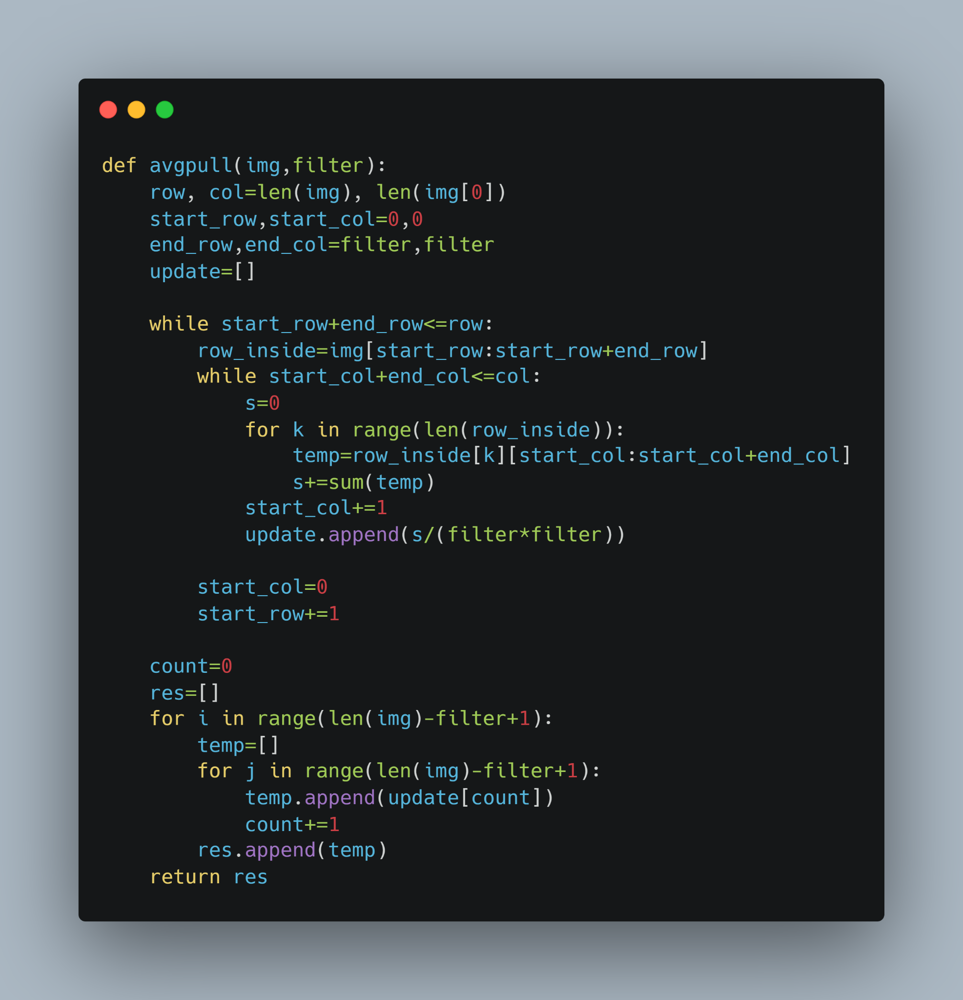 def avgpull(img,filter):
    row, col=len(img), len(img[0])
    start_row,start_col=0,0
    end_row,end_col=filter,filter
    update=[]

    while start_row+end_row<=row:
        row_inside=img[start_row:start_row+end_row]
        while start_col+end_col<=col:
            s=0
            for k in range(len(row_inside)):
                temp=row_inside[k][start_col:start_col+end_col]
                s+=sum(temp)
            start_col+=1
            update.append(s/(filter*filter))

        start_col=0
        start_row+=1

    count=0
    res=[]
    for i in range(len(img)-filter+1):
        temp=[]
        for j in range(len(img)-filter+1):
            temp.append(update[count])
            count+=1
        res.append(temp)
    return res